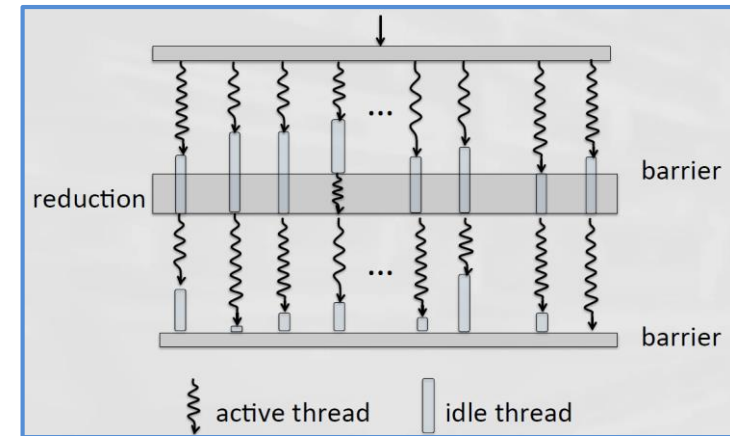 ...
barrier
reduction
...
barrier
active thread
idle thread